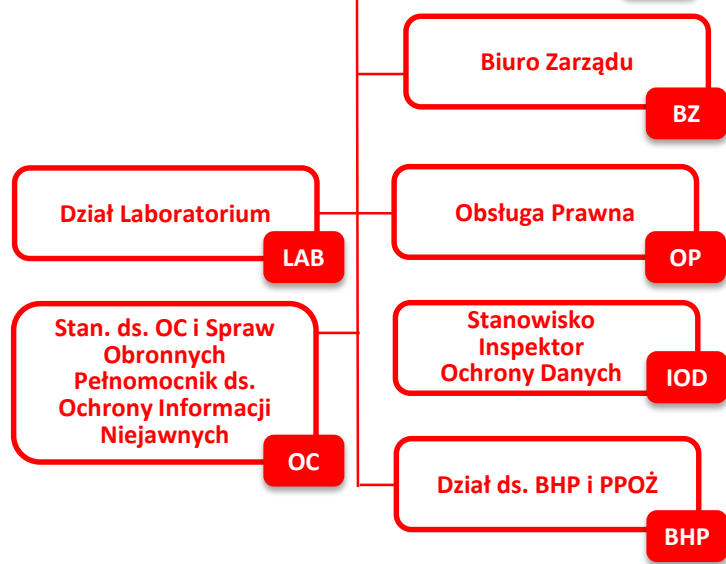 Biuro Zarządu
BZ
Dział Laboratorium
LAB
Obsługa Prawna
OP
Stan. ds. OC i Spraw
Obronnych
Pełnomocnik ds.
Ochrony Informacji
Niejawnych
OC
Stanowisko
Inspektor
Ochrony Danych
IOD
Dział ds. BHP i PPOŻ
BHP